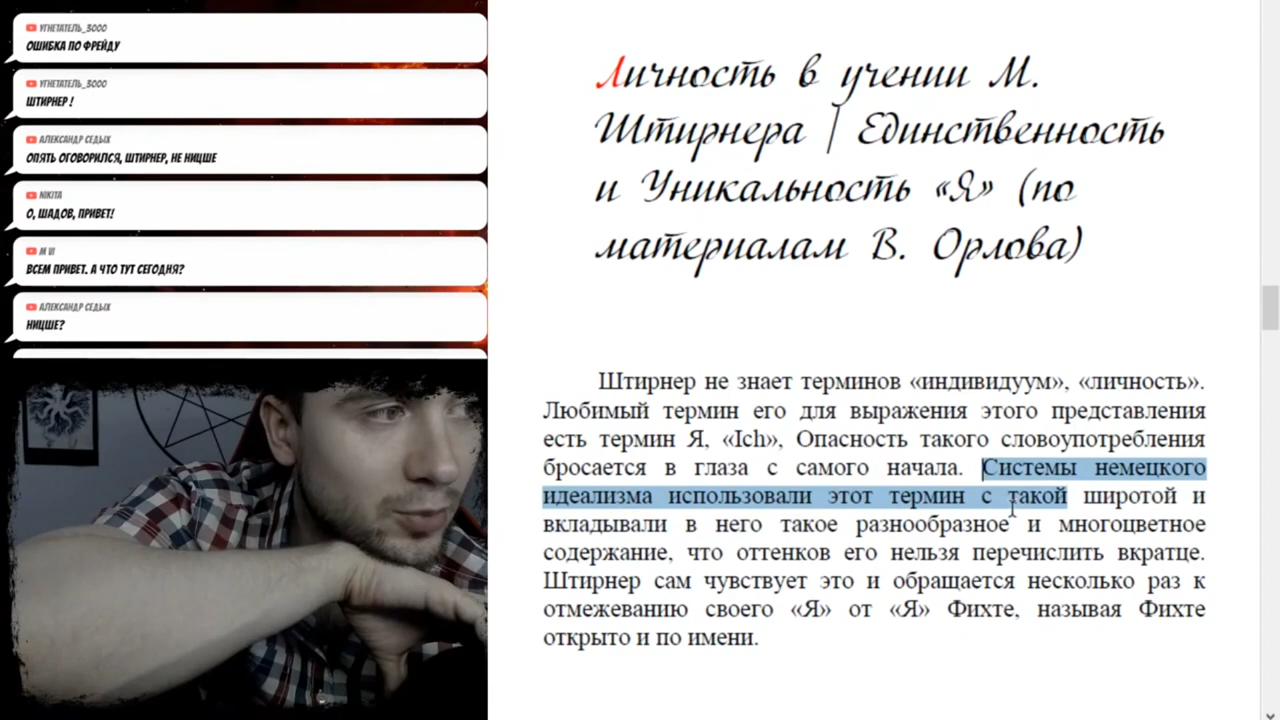 УГНЕТАТЕЛЬ_3000
ОШИБКА ПО ФРЕЙДУ
УГНЕТАТЕЛЬ_3000
ШТИРНЕР !
АЛЕКСАНДР СЕДЫХ
ОПЯТЬ ОГОВОРИЛСЯ, ШТИРНЕР, НЕ НИЦШЕ
NIKITA
О, ШАДОВ, ПРИВЕТ!
M VI
ВСЕМ ПРИВЕТ. А ЧТО ТУТ СЕГОДНЯ?
АЛЕКСАНДР СЕДЫХ
НИЦШЕ?
Личность в учении М.
Штирнера | Единственность
и Уникальность «Я» (по
материалам В. Орлова)
Штирнер не знает терминов «индивидуум», «личность».
Любимый термин его для выражения этого представления
есть термин Я, «Ich», Опасность такого словоупотребления
бросается в глаза с самого начала. Системы немецкого
идеализма использовали этот термин с такой широтой и
вкладывали в него такое разнообразное и многоцветное
содержание, что оттенков его нельзя перечислить вкратце.
Штирнер сам чувствует это и обращается несколько раз к
отмежеванию своего «Я» от «Я» Фихте, называя Фихте
открыто и по имени.